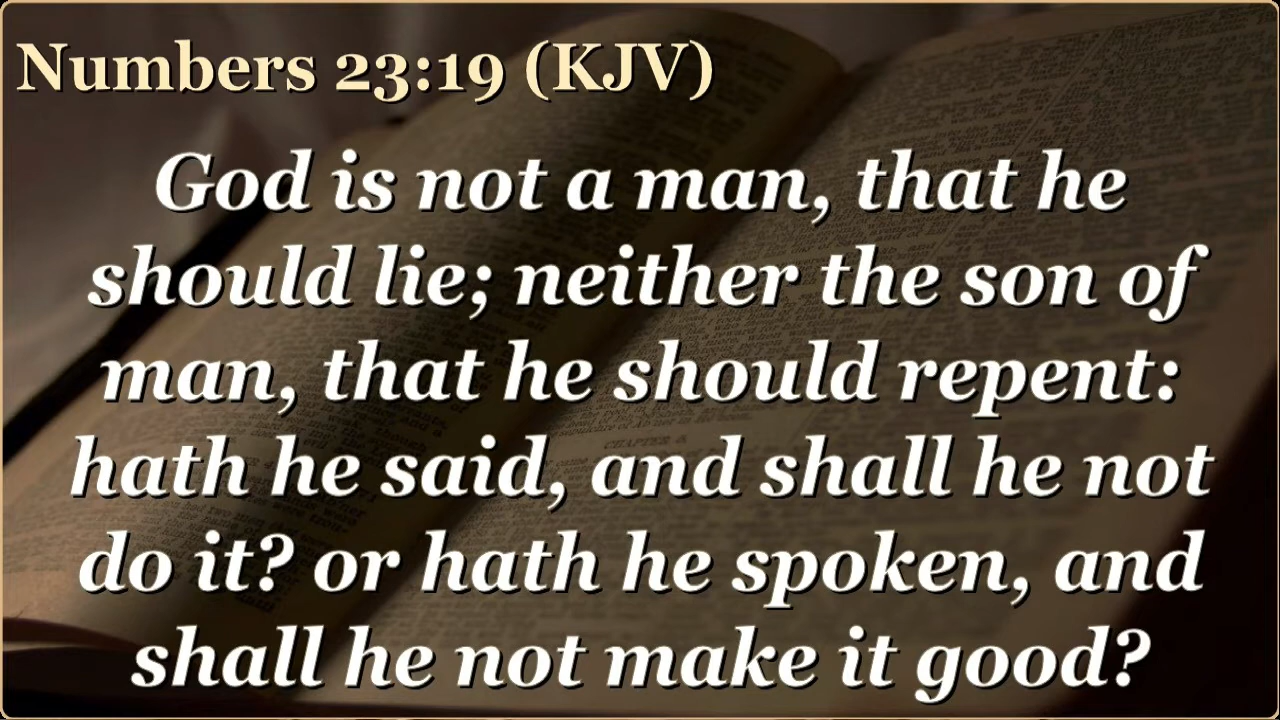 Numbers 23:19 (KJV)
God is not a man, that he
should lie; neither the son of
man, that he should repent:
hath he said, and shall he not
do it? or hath he spoken, and
shall he not make it good?